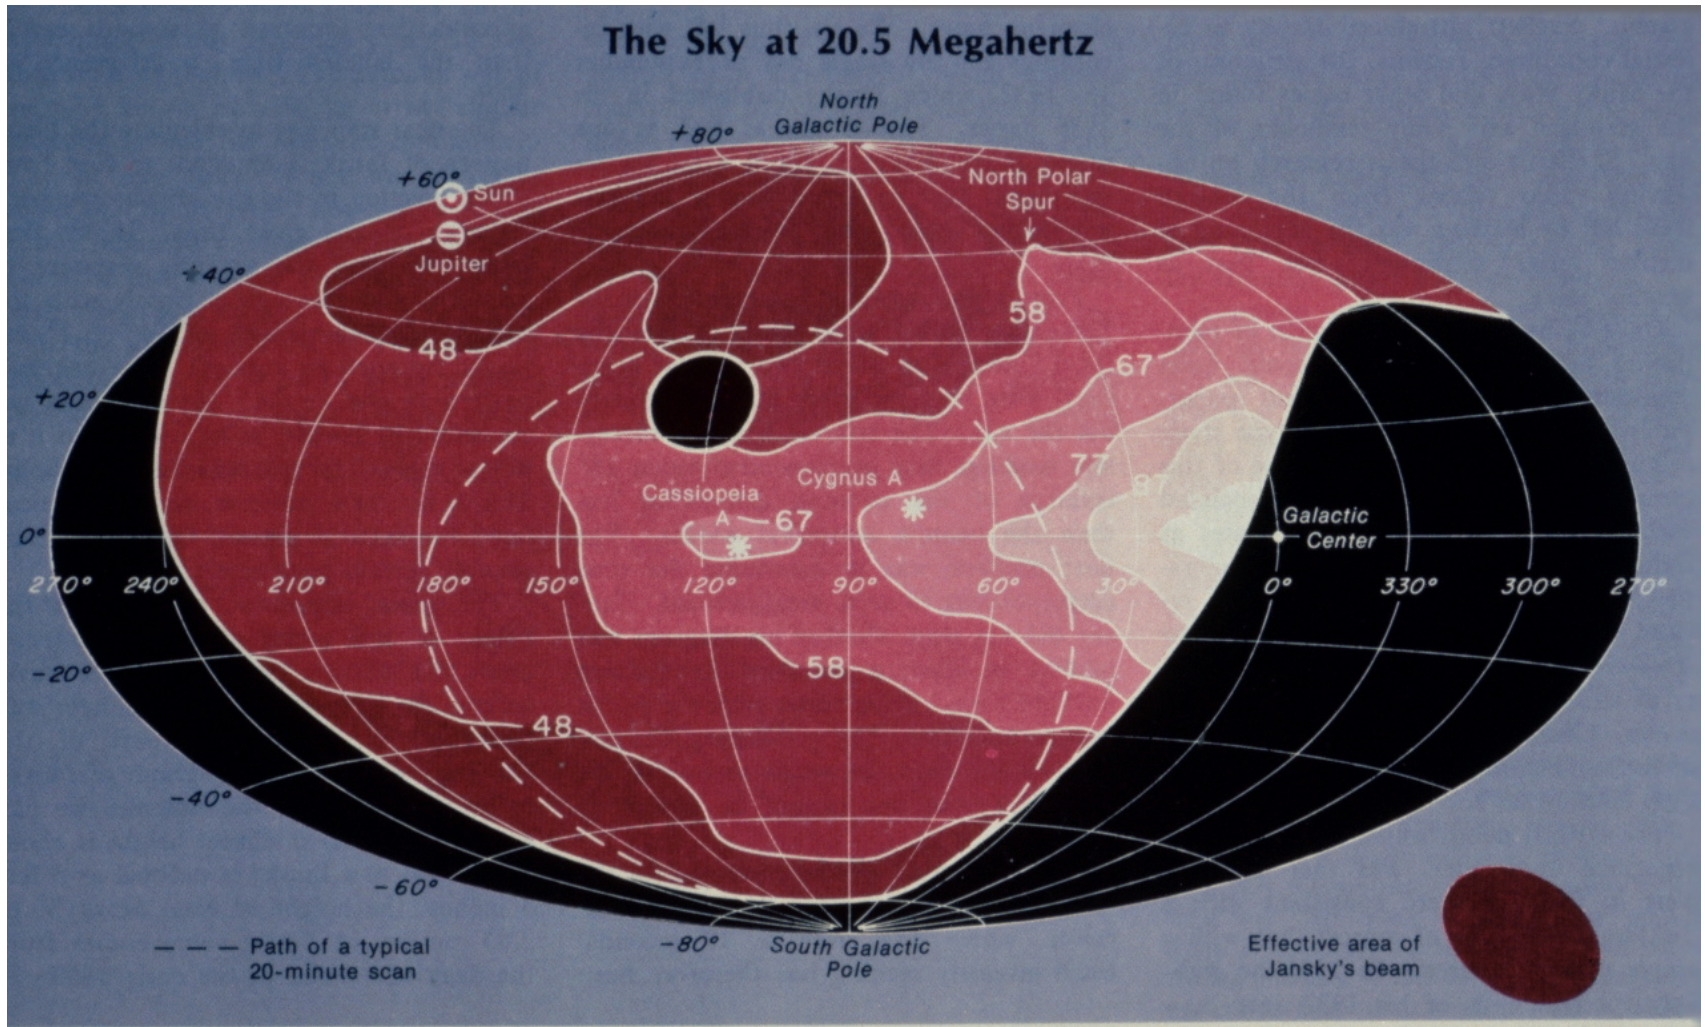 The Sky at 20.5 Megahertz
North
Galactic Pole
+80°
+60°
Sun
North Polar
Spur
Jupiter
+40°
58
48
67
+20°
77
87
Cygnus A
Cassiopeia
A
67
Galactic
Center
0°
270° 240° 210° 180° 150° 120° 90° 60° 30° 0° 330° 300° 270°
-20°
58
48
-40°
-60°
-80°
South Galactic
Pole
Path of a typical
20-minute scan
Effective area of
Jansky's beam